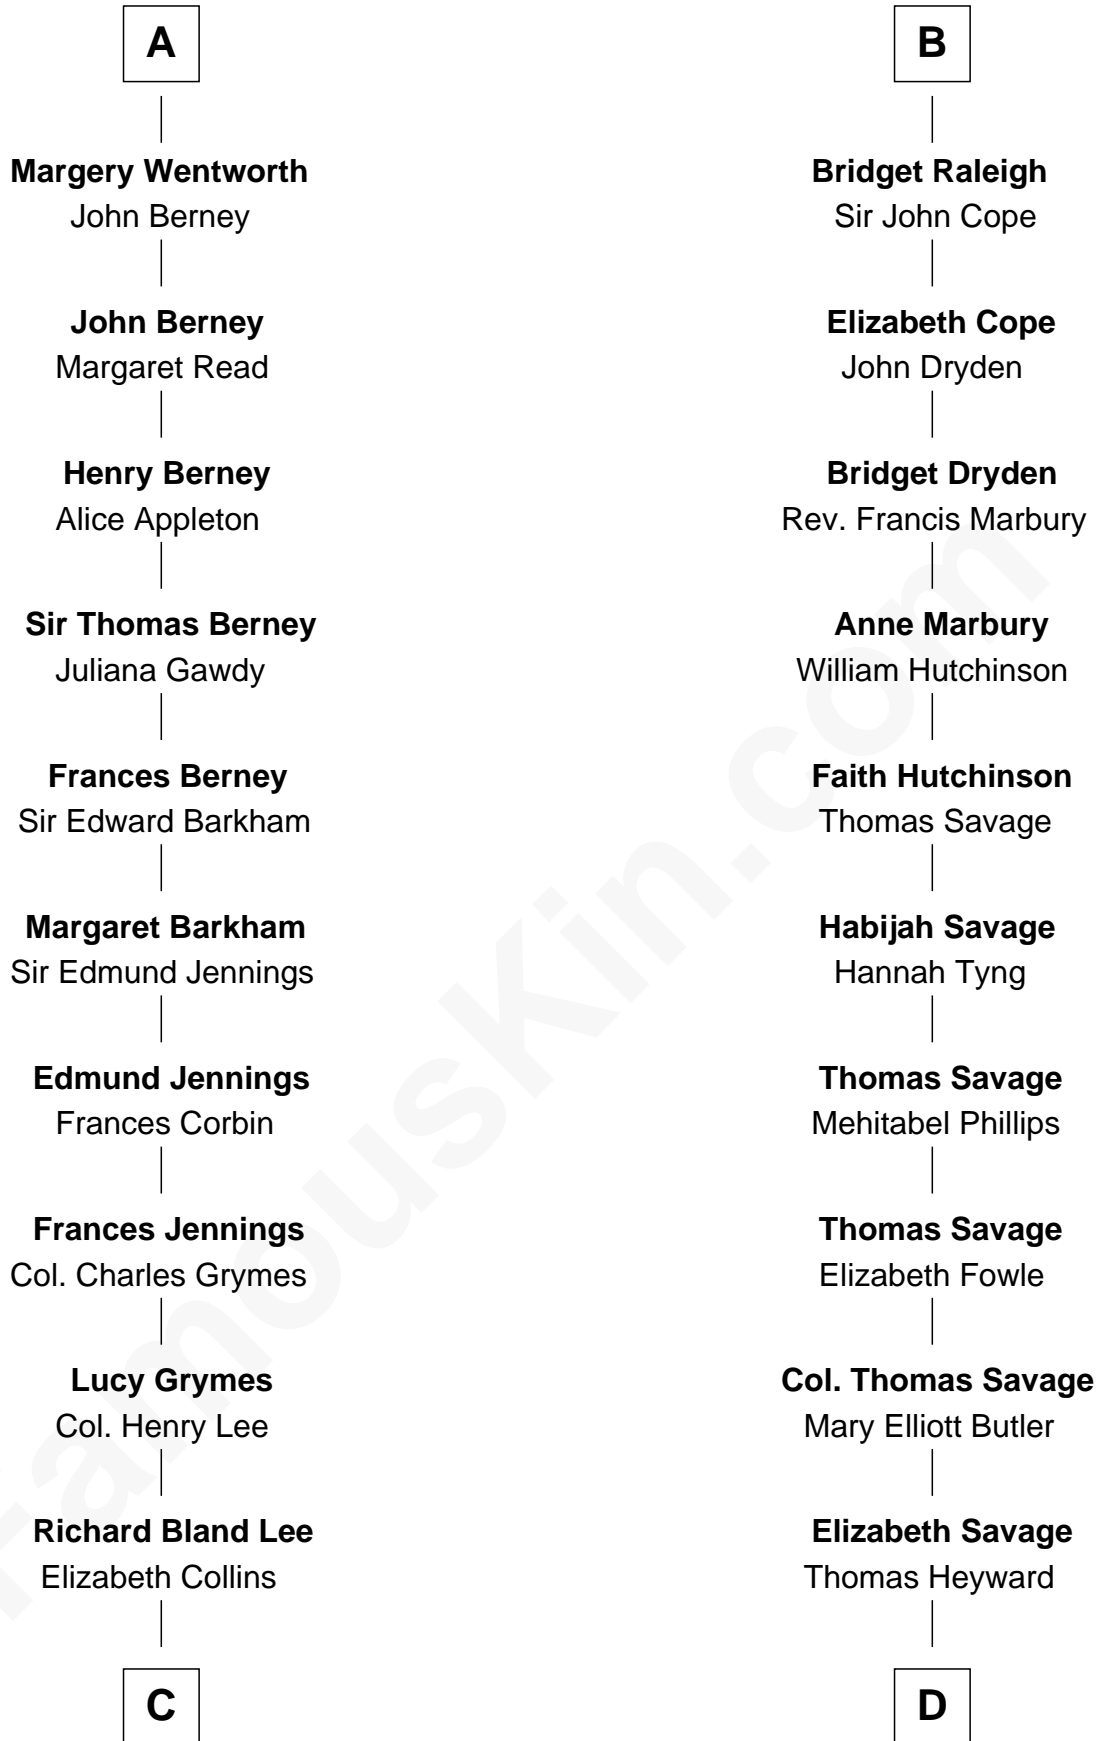 A
Margery Wentworth
John Berney
John Berney
Margaret Read
Henry Berney
Alice Appleton
Sir Thomas Berney
Juliana Gawdy
Frances Berney
Sir Edward Barkham
Margaret Barkham
Sir Edmund Jennings
Edmund Jennings
Frances Corbin
Frances Jennings
Col. Charles Grymes
Lucy Grymes
Col. Henry Lee
Richard Bland Lee
Elizabeth Collins
C
B
Bridget Raleigh
Sir John Cope
Elizabeth Cope
John Dryden
Bridget Dryden
Rev. Francis Marbury
Anne Marbury
William Hutchinson
Faith Hutchinson
Thomas Savage
Habijah Savage
Hannah Tyng
Thomas Savage
Mehitabel Phillips
Thomas Savage
Elizabeth Fowle
Col. Thomas Savage
Mary Elliott Butler
Elizabeth Savage
Thomas Heyward
D
FamousKin.com